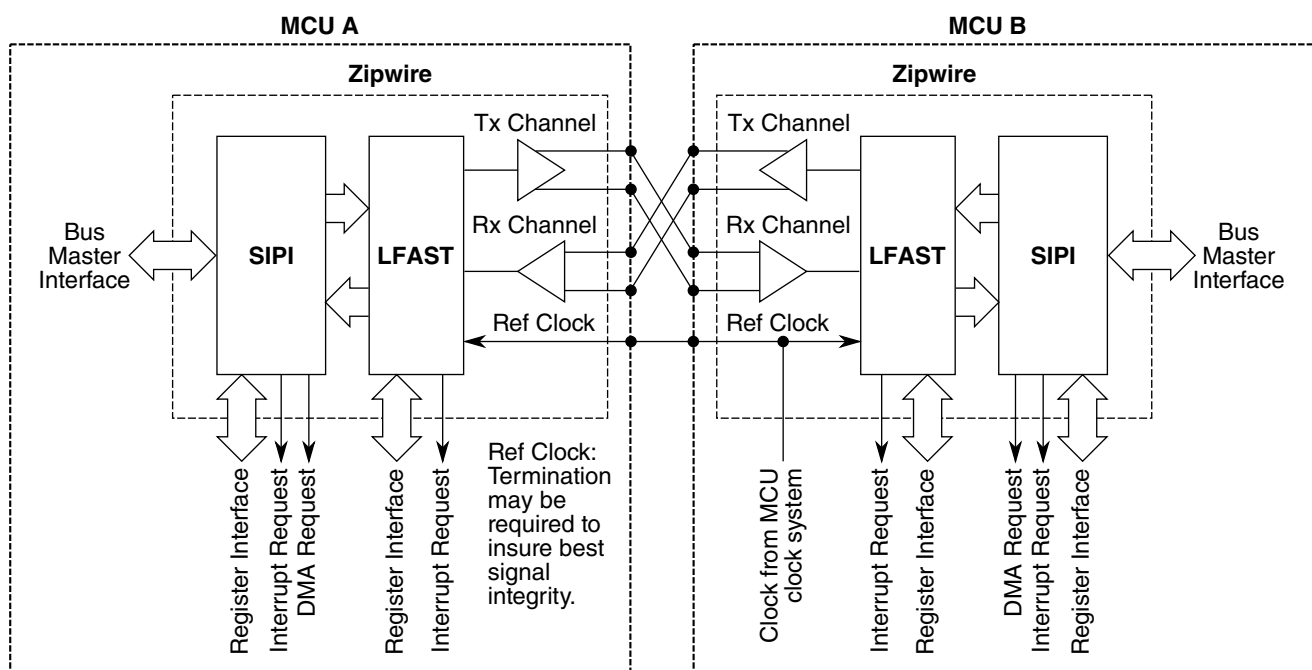 MCU A
MCU B
Zipwire
Zipwire
Tx Channel
Tx Channel
Rx Channel
Rx Channel
Bus
Master
Interface
SIPI
LFAST
LFAST
SIPI
Bus
Master
Interface
Ref Clock
Ref Clock
Register Interface
Interrupt Request
DMA Request
Register Interface
Interrupt Request
Ref Clock:
Termination
may be
required to
insure best
signal
integrity.
Clock from MCU
clock system
Interrupt Request
Register Interface
DMA Request
Interrupt Request
Register Interface